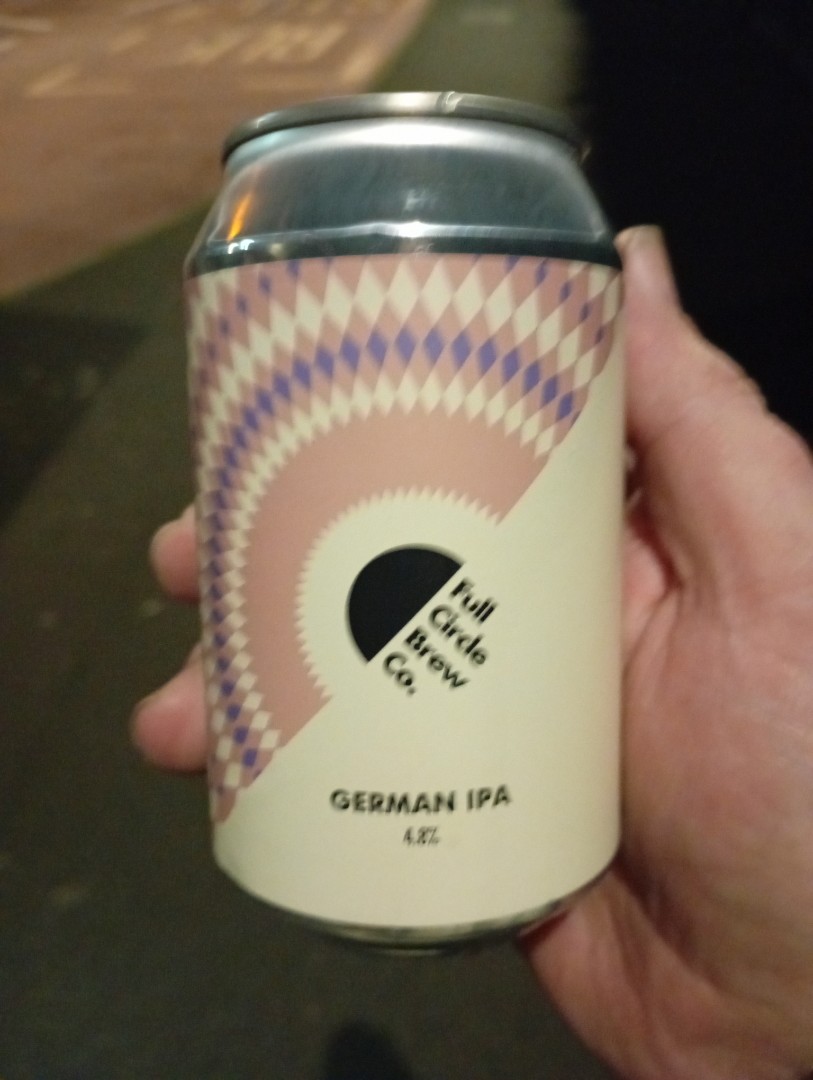 Full
Circle
Brew
Co.
GERMAN IPA
4.8%